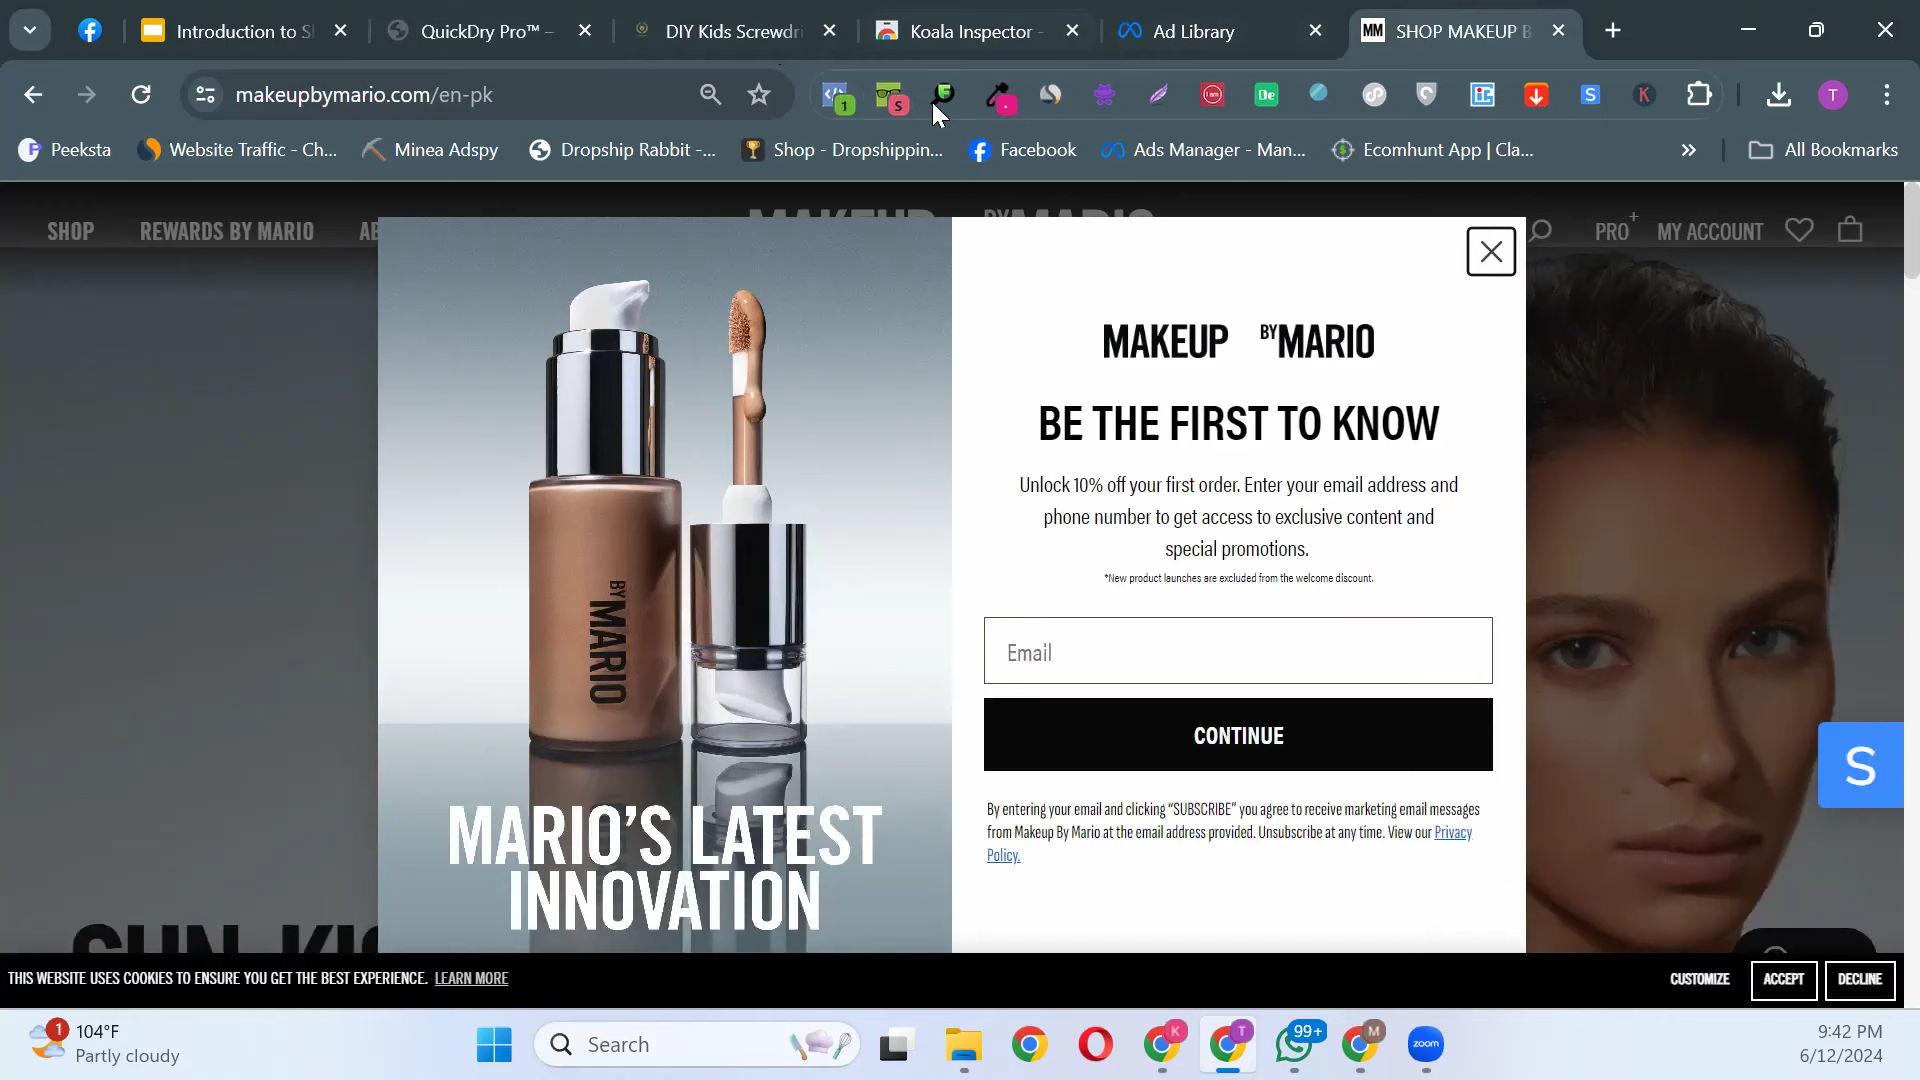 Introduction to S
QuickDry Pro™ –
DIY Kids Screwdri
Koala Inspector -
Ad Library
MM
SHOP MAKEUP B
makeupbymario.com/en-pk
1
S
De
S
K
T
Peeksta
Website Traffic - Ch...
Minea Adspy
Dropship Rabbit -...
Shop - Dropshippin...
Facebook
Ads Manager - Man...
Ecomhunt App | Cla...
»
All Bookmarks
SHOP
REWARDS BY MARIO
PRO+
MY ACCOUNT
MAKEUP BY MARIO
BE THE FIRST TO KNOW
Unlock 10% off your first order. Enter your email address and
phone number to get access to exclusive content and
special promotions.
*New product launches are excluded from the welcome discount.
Email
CONTINUE
By entering your email and clicking “SUBSCRIBE” you agree to receive marketing email messages
from Makeup By Mario at the email address provided. Unsubscribe at any time. View our Privacy
Policy.
BY MARIO
MARIO’S LATEST
INNOVATION
S
THIS WEBSITE USES COOKIES TO ENSURE YOU GET THE BEST EXPERIENCE. LEARN MORE
CUSTOMIZE
ACCEPT
DECLINE
1
104°F
Partly cloudy
Search
K
T
99+
M
zoom
9:42 PM
6/12/2024